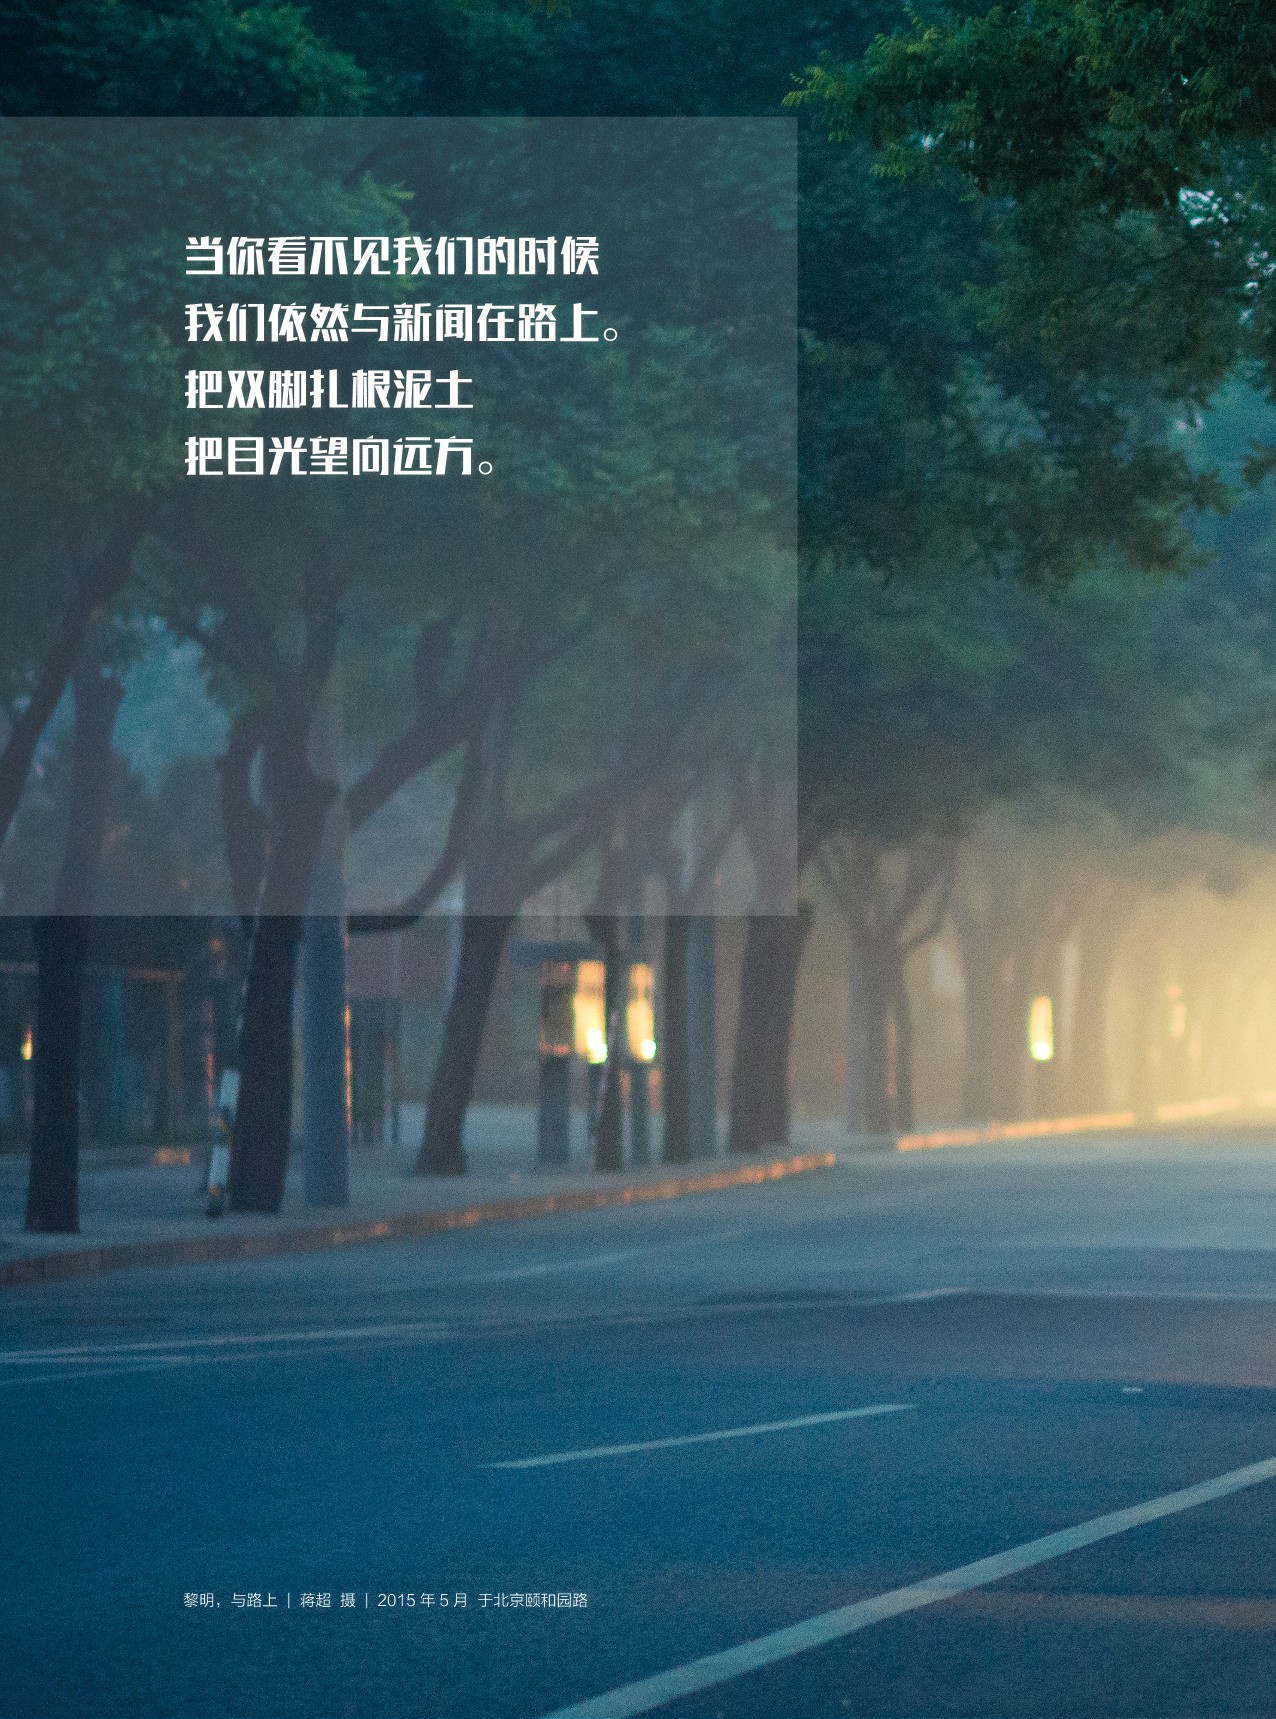 当你看不见我们的时候
我们依然与新闻在路上。
把双脚扎根泥土
把目光望向远方。
黎明，与路上 | 蒋超 摄 | 2015 年 5 月 于北京颐和园路